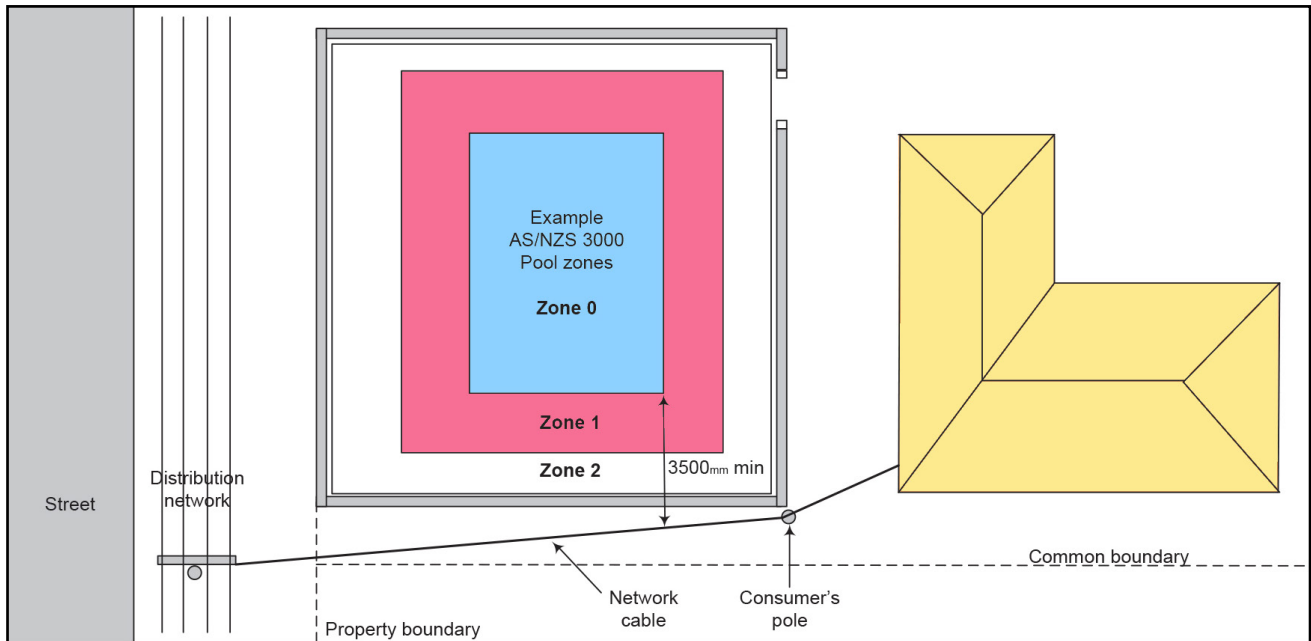 Example
AS/NZS 3000
Pool zones
Zone 0
Zone 1
Zone 2
3500mm min
Distribution
network
Street
Common boundary
Network
cable
Consumer's
pole
Property boundary